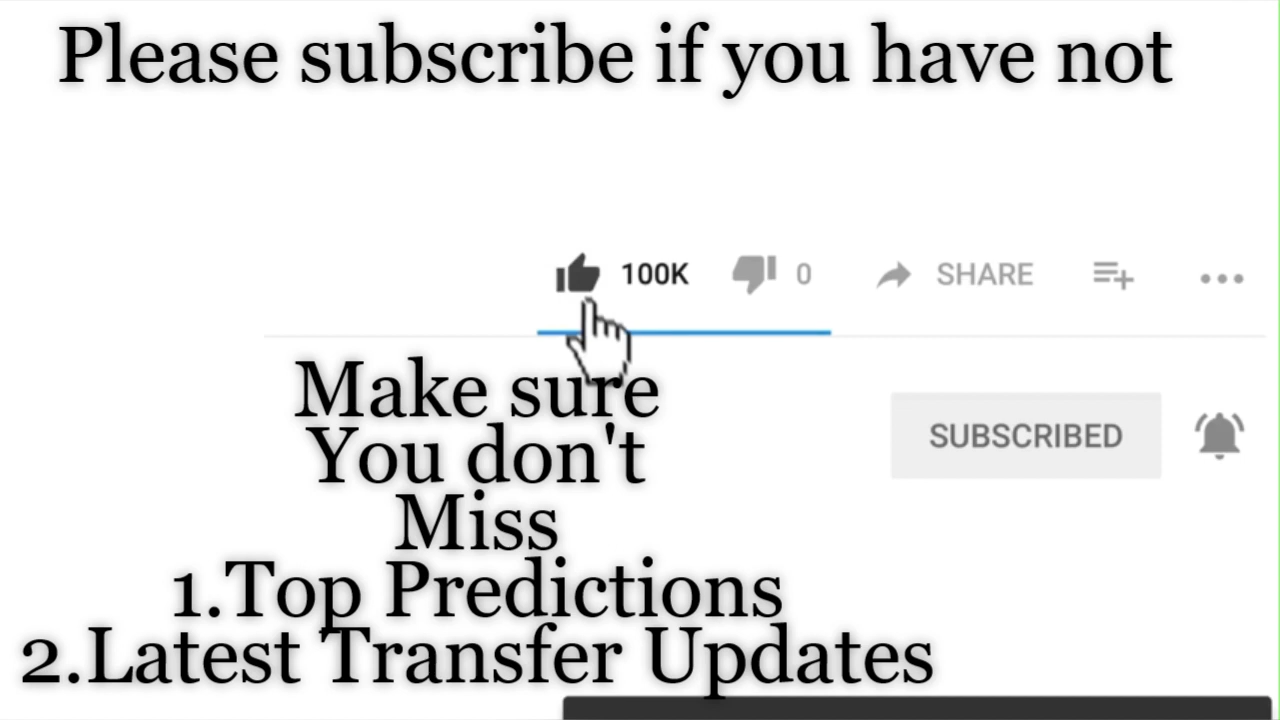 Please subscribe if you have not
100K 0 SHARE
Make sure
You don't
SUBSCRIBED
Miss
1.Top Predictions
2.Latest Transfer Updates